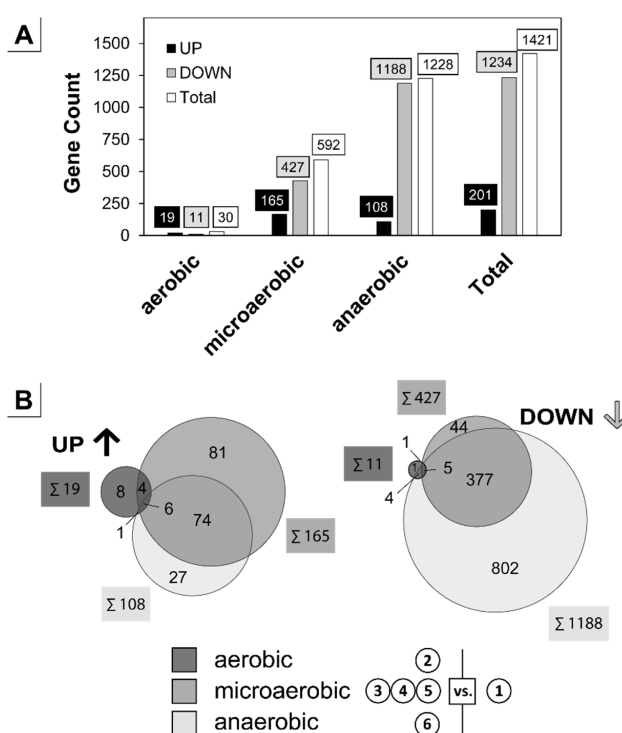 A
1500
1250
1000
750
500
250
0
Gene Count
UP
DOWN
Total
19
11
30
165
427
592
108
1188
1228
201
1234
1421
aerobic
microaerobic
anaerobic
Total
B
UP
∑ 19
8
4
6
1
81
74
27
∑ 165
∑ 108
∑ 427
DOWN
∑ 11
1
1
4
5
44
377
802
∑ 1188
aerobic
2
microaerobic
3 4 5 vs. 1
anaerobic
6